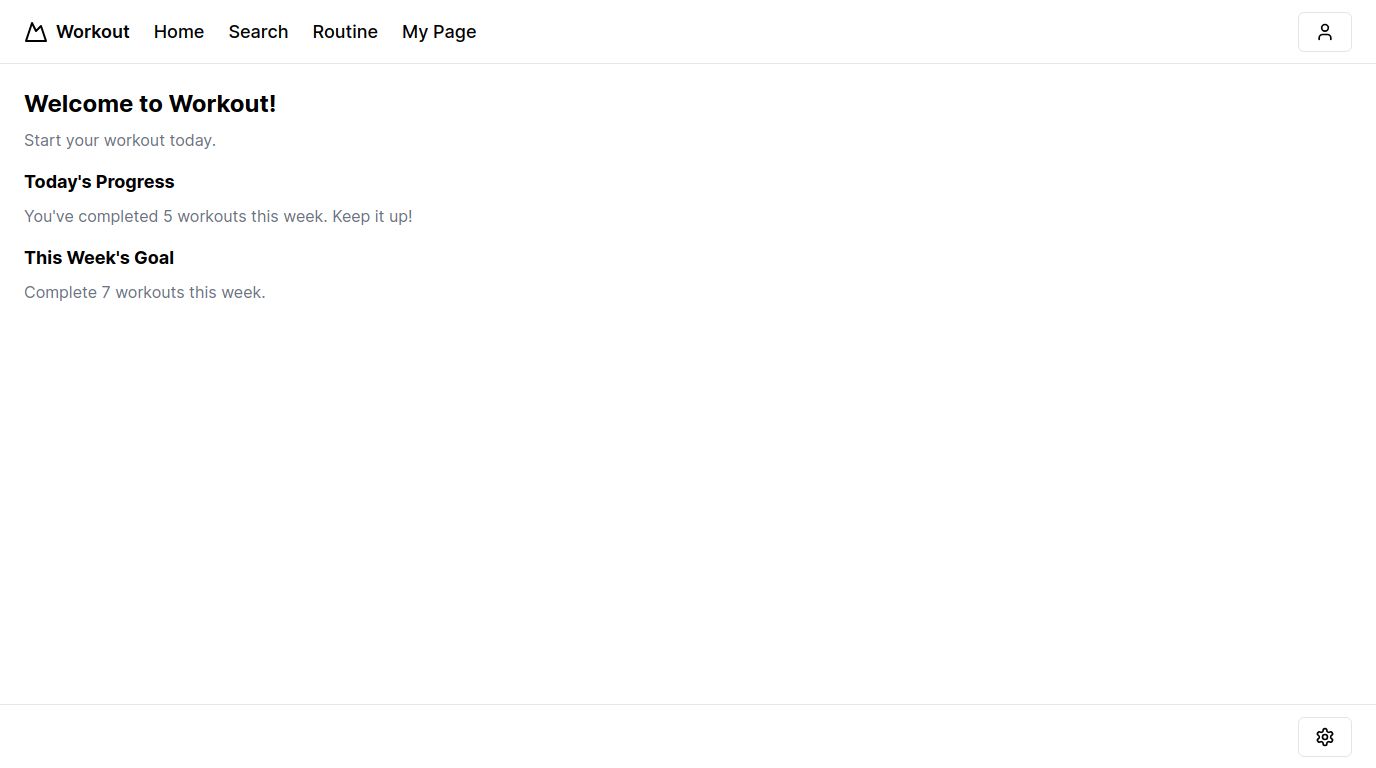 Workout Home Search Routine My Page
Welcome to Workout!
Start your workout today.
Today's Progress
You've completed 5 workouts this week. Keep it up!
This Week's Goal
Complete 7 workouts this week.